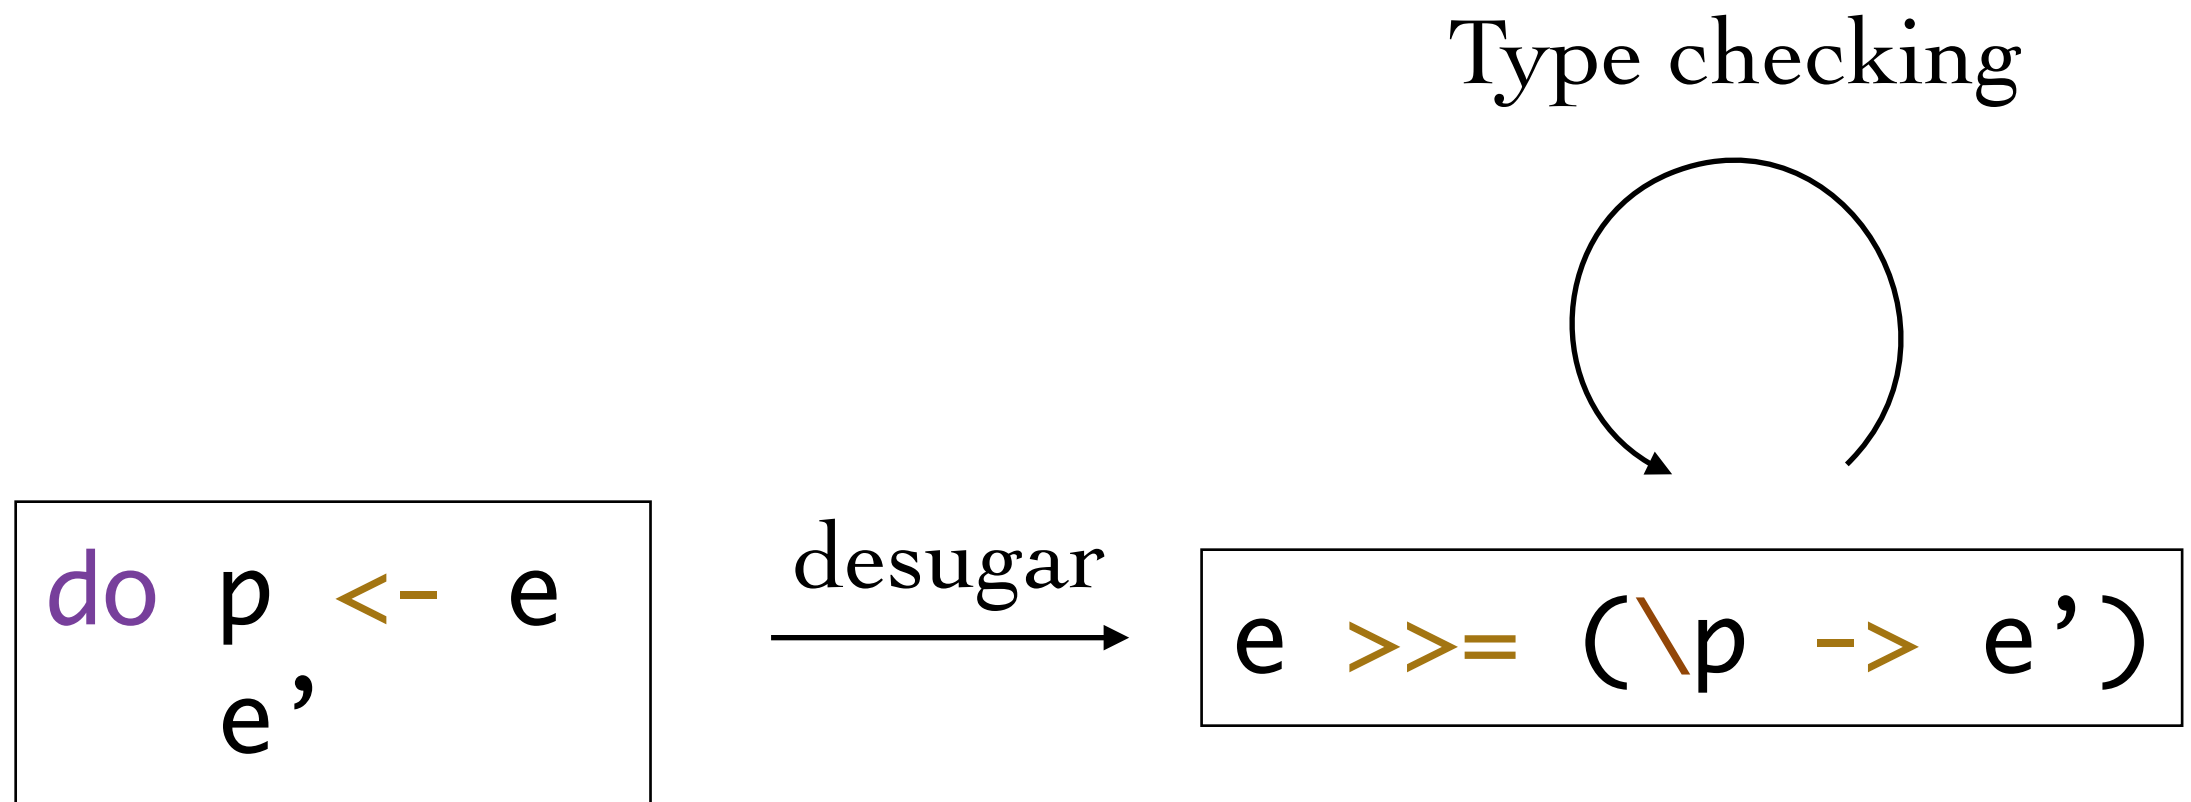 Type checking
do p <- e
e’
desugar
e >>= (\p -> e’)